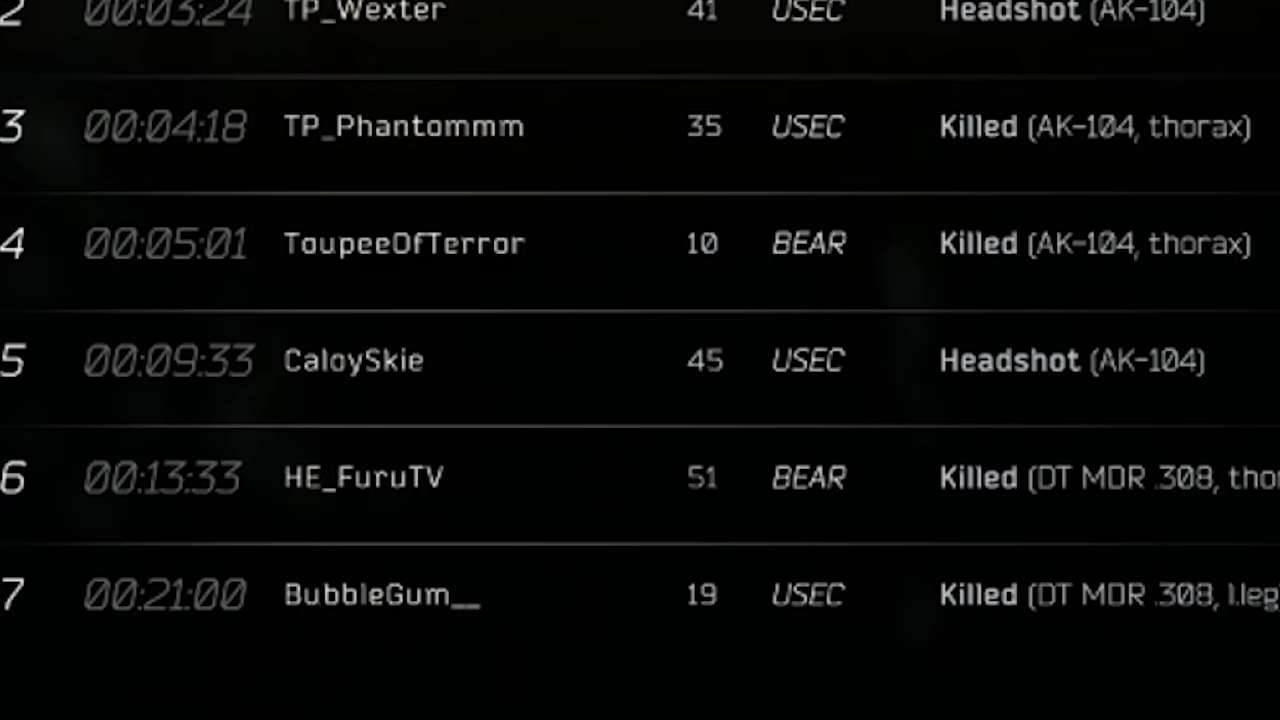 2 00:03:24 TP_Wexter 41 USEC Headshot (AK-104)
3 00:04:18 TP_Phantommm 35 USEC Killed (AK-104, thorax)
4 00:05:01 ToupeeOfTerror 10 BEAR Killed (AK-104, thorax)
5 00:09:33 CaloySkie 45 USEC Headshot (AK-104)
6 00:13:33 HE_FuruTV 51 BEAR Killed (DT MDR .308, thor
7 00:21:00 BubbleGum__ 19 USEC Killed (DT MDR .308, l.leg